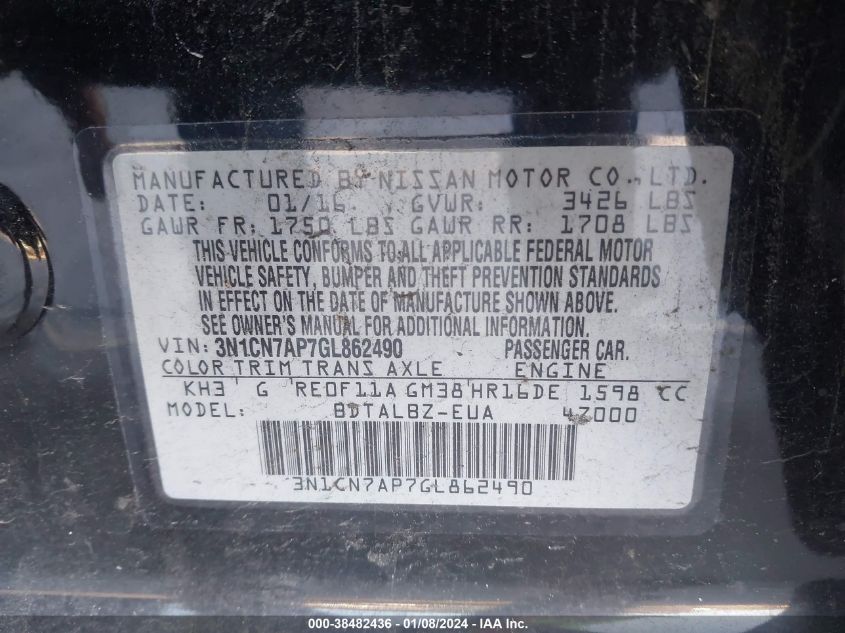 MANUFACTURED BY NISSAN MOTOR CO., LTD.
DATE: 01/16 GVWR: 3426 LBS
GAWR FR: 1750 LBS GAWR RR: 1708 LBS
THIS VEHICLE CONFORMS TO ALL APPLICABLE FEDERAL MOTOR
VEHICLE SAFETY, BUMPER AND THEFT PREVENTION STANDARDS
IN EFFECT ON THE DATE OF MANUFACTURE SHOWN ABOVE.
SEE OWNER'S MANUAL FOR ADDITIONAL INFORMATION
VIN: 3N1CN7AP7GL862490 PASSENGER CAR.
COLOR TRIM TRANS AXLE ENGINE
KH3 G RE0F11A GM38 HR16DE 1598 CC
MODEL: BDTALBZ-EUA 47000
3N1CN7AP7GL862490
000-38482436 - 01/08/2024 - IAA Inc.